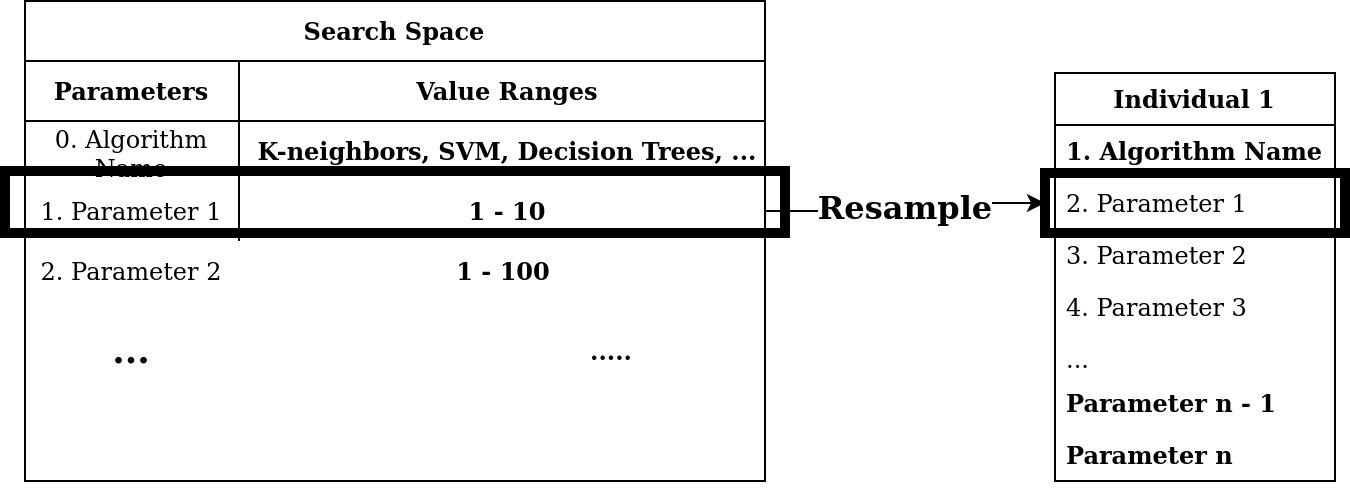 Search Space
Parameters
Value Ranges
0. Algorithm
Name
K-neighbors, SVM, Decision Trees, ...
1. Parameter 1
1 - 10
2. Parameter 2
1 - 100
...
.....
Resample
Individual 1
1. Algorithm Name
2. Parameter 1
3. Parameter 2
4. Parameter 3
...
Parameter n - 1
Parameter n